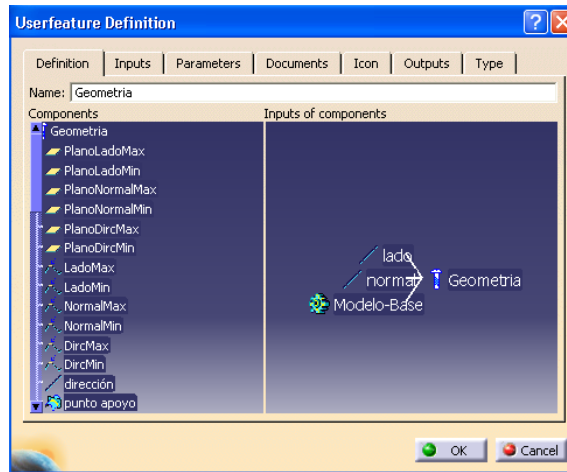 Userfeature Definition
Definition Inputs Parameters Documents Icon Outputs Type
Name: Geometria
Components Inputs of components
Geometria
PlanoLadoMax
PlanoLadoMin
PlanoNormalMax
PlanoNormalMin
PlanoDircMax
PlanoDircMin
LadoMax
LadoMin
NormalMax
NormalMin
DircMax
DircMin
dirección
punto apoyo
lado
normal
Geometria
Modelo-Base
OK Cancel